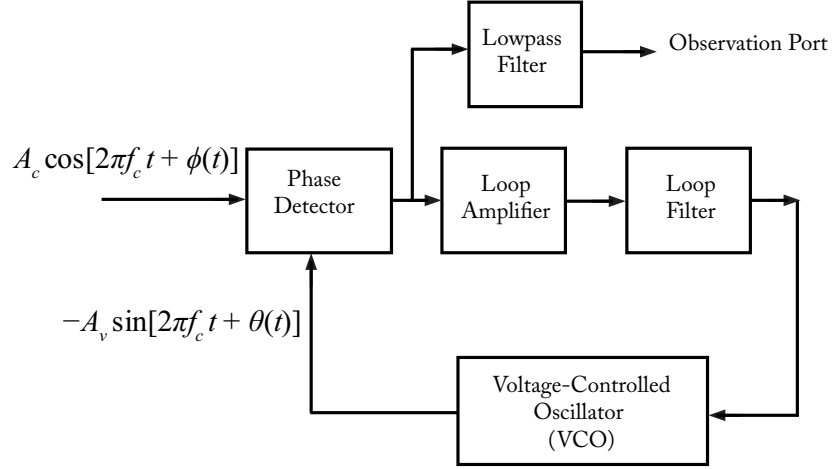 Lowpass
Filter
Observation Port
A_c cos[2πf_c t + ϕ(t)]
Phase
Detector
Loop
Amplifier
Loop
Filter
−A_v sin[2πf_c t + θ(t)]
Voltage-Controlled
Oscillator
(VCO)